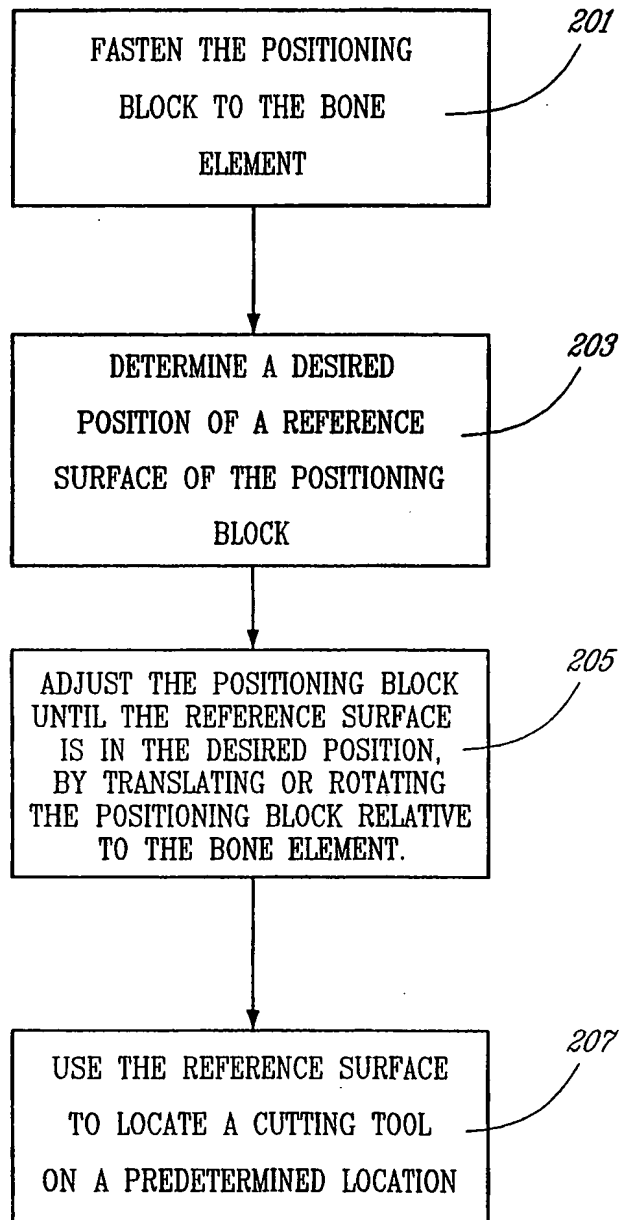 201
FASTEN THE POSITIONING
BLOCK TO THE BONE
ELEMENT
203
DETERMINE A DESIRED
POSITION OF A REFERENCE
SURFACE OF THE POSITIONING
BLOCK
205
ADJUST THE POSITIONING BLOCK
UNTIL THE REFERENCE SURFACE
IS IN THE DESIRED POSITION,
BY TRANSLATING OR ROTATING
THE POSITIONING BLOCK RELATIVE
TO THE BONE ELEMENT.
207
USE THE REFERENCE SURFACE
TO LOCATE A CUTTING TOOL
ON A PREDETERMINED LOCATION